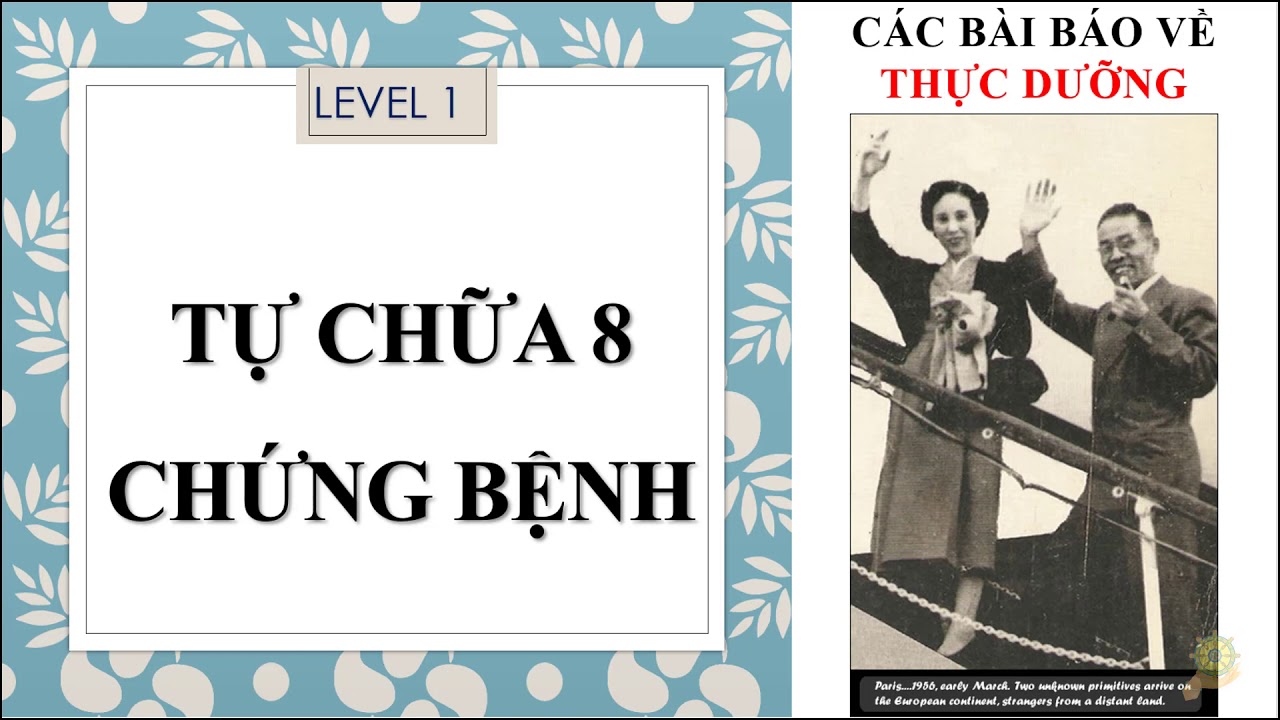 LEVEL 1
TỰ CHỮA 8
CHỨNG BỆNH
CÁC BÀI BÁO VỀ
THỰC DƯỠNG
Paris....1956, early March. Two unknown primitives arrive on
the European continent, strangers from a distant land.